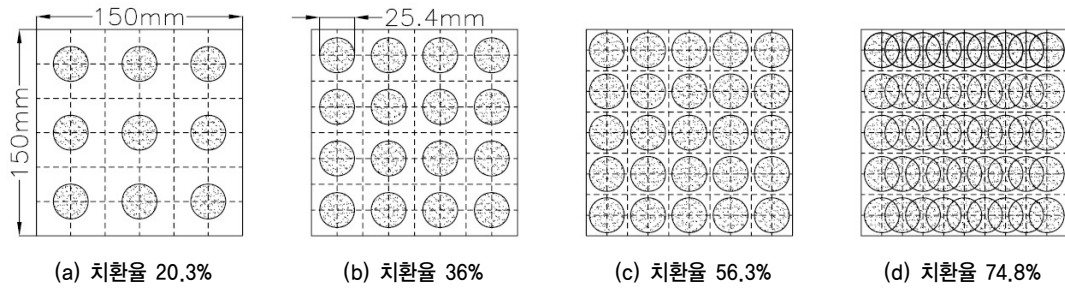 150mm
25.4mm
150mm
(a) 치환율 20.3%
(b) 치환율 36%
(c) 치환율 56.3%
(d) 치환율 74.8%